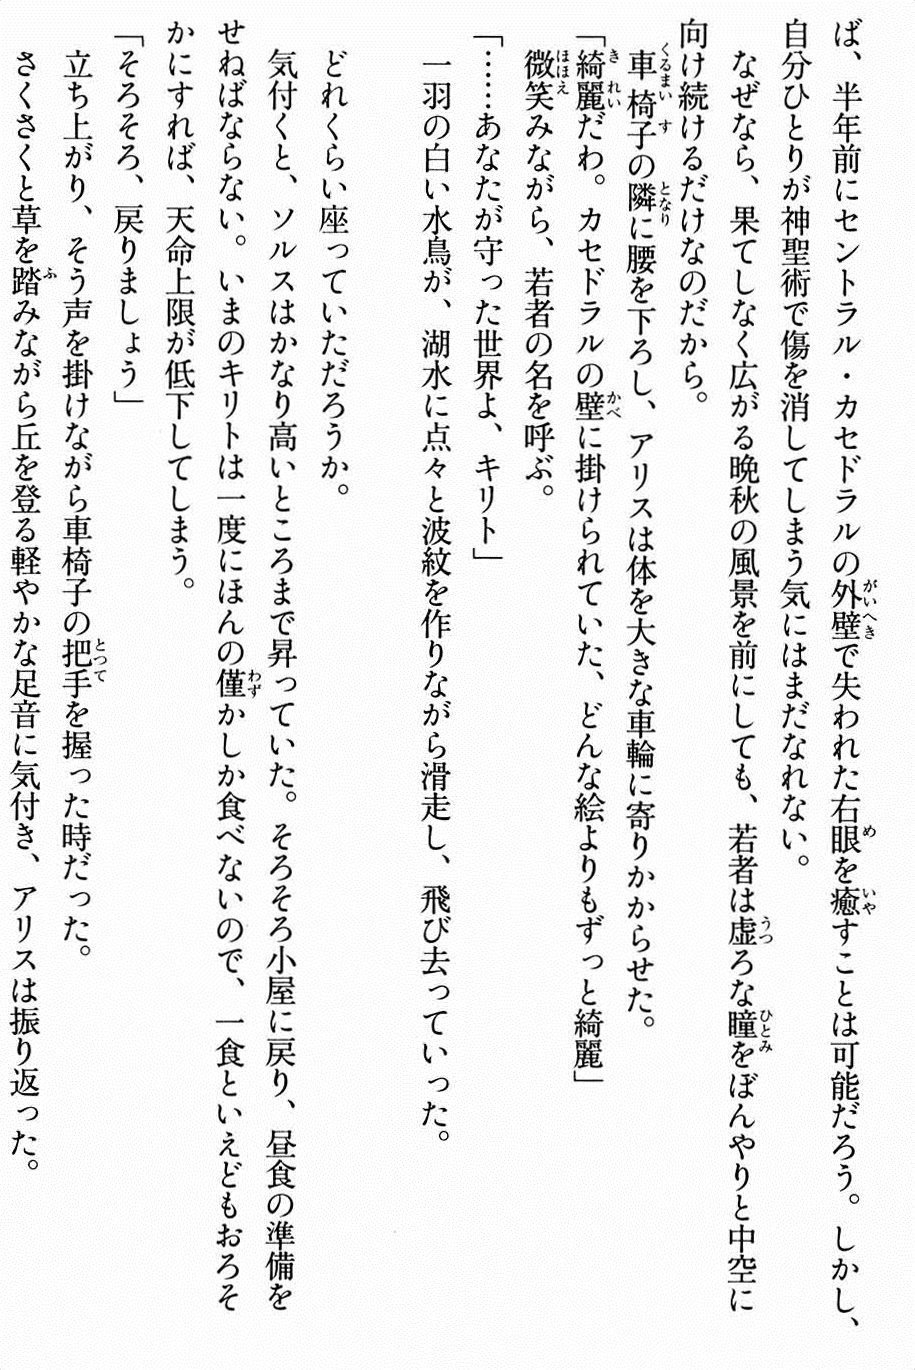 ば、半年前にセントラル・カセドラルの外壁で失われた右眼を癒すことは可能だろう。しかし、
自分ひとりが神聖術で傷を消してしまう気にはまだなれない。
なぜなら、果てしなく広がる晩秋の風景を前にしても、若者は虚ろな瞳をぼんやりと中空に
向け続けるだけなのだから。
車椅子の隣に腰を下ろし、アリスは体を大きな車輪に寄りかからせた。
「綺麗だわ。カセドラルの壁に掛けられていた、どんな絵よりもずっと綺麗」
微笑みながら、若者の名を呼ぶ。
「……あなたが守った世界よ、キリト」
一羽の白い水鳥が、湖水に点々と波紋を作りながら滑走し、飛び去っていった。
どれくらい座っていただろうか。
気付くと、ソルスはかなり高いところまで昇っていた。そろそろ小屋に戻り、昼食の準備を
せねばならない。いまのキリトは一度にほんの僅かしか食べないので、一食といえどもおろそ
かにすれば、天命上限が低下してしまう。
「そろそろ、戻りましょう」
立ち上がり、そう声を掛けながら車椅子の把手を握った時だった。
さくさくと草を踏みながら丘を登る軽やかな足音に気付き、アリスは振り返った。